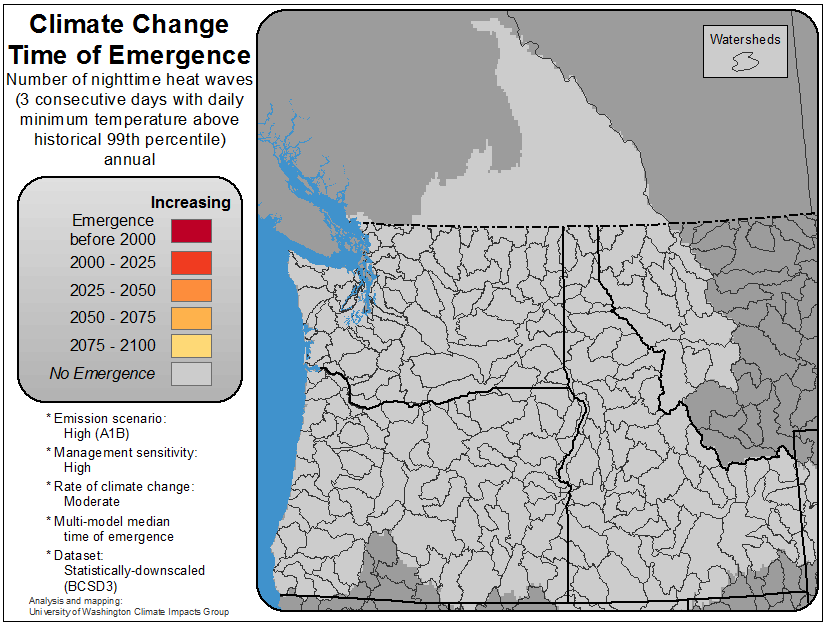 Climate Change
Time of Emergence
Number of nighttime heat waves
(3 consecutive days with daily
minimum temperature above
historical 99th percentile)
annual
Increasing
Emergence
before 2000
2000 - 2025
2025 - 2050
2050 - 2075
2075 - 2100
No Emergence
* Emission scenario:
High (A1B)
* Management sensitivity:
High
* Rate of climate change:
Moderate
* Multi-model median
time of emergence
* Dataset:
Statistically-downscaled
(BCSD3)
Analysis and mapping:
University of Washington Climate Impacts Group
Watersheds